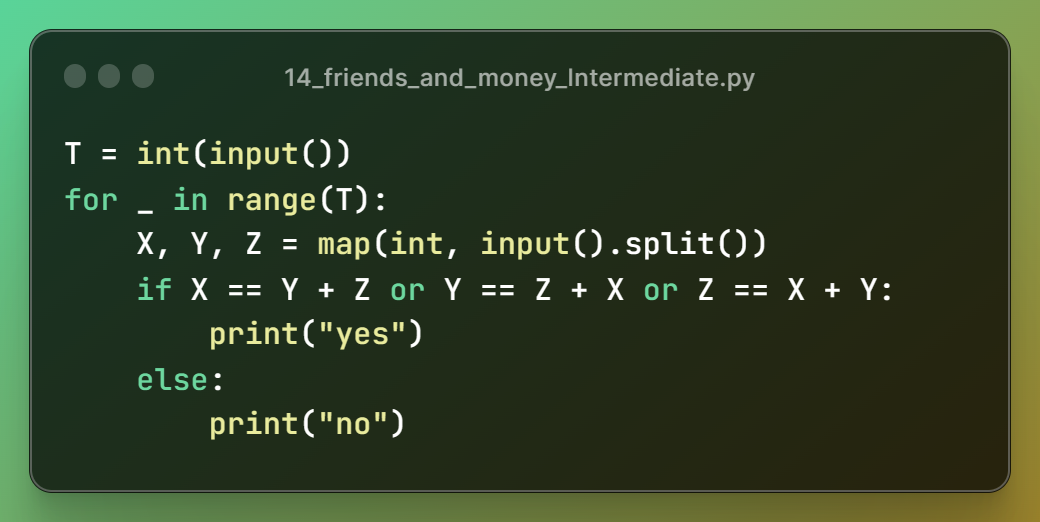 14_friends_and_money_Intermediate.py
T = int(input())
for _ in range(T):
    X, Y, Z = map(int, input().split())
    if X == Y + Z or Y == Z + X or Z == X + Y:
        print("yes")
    else:
        print("no")